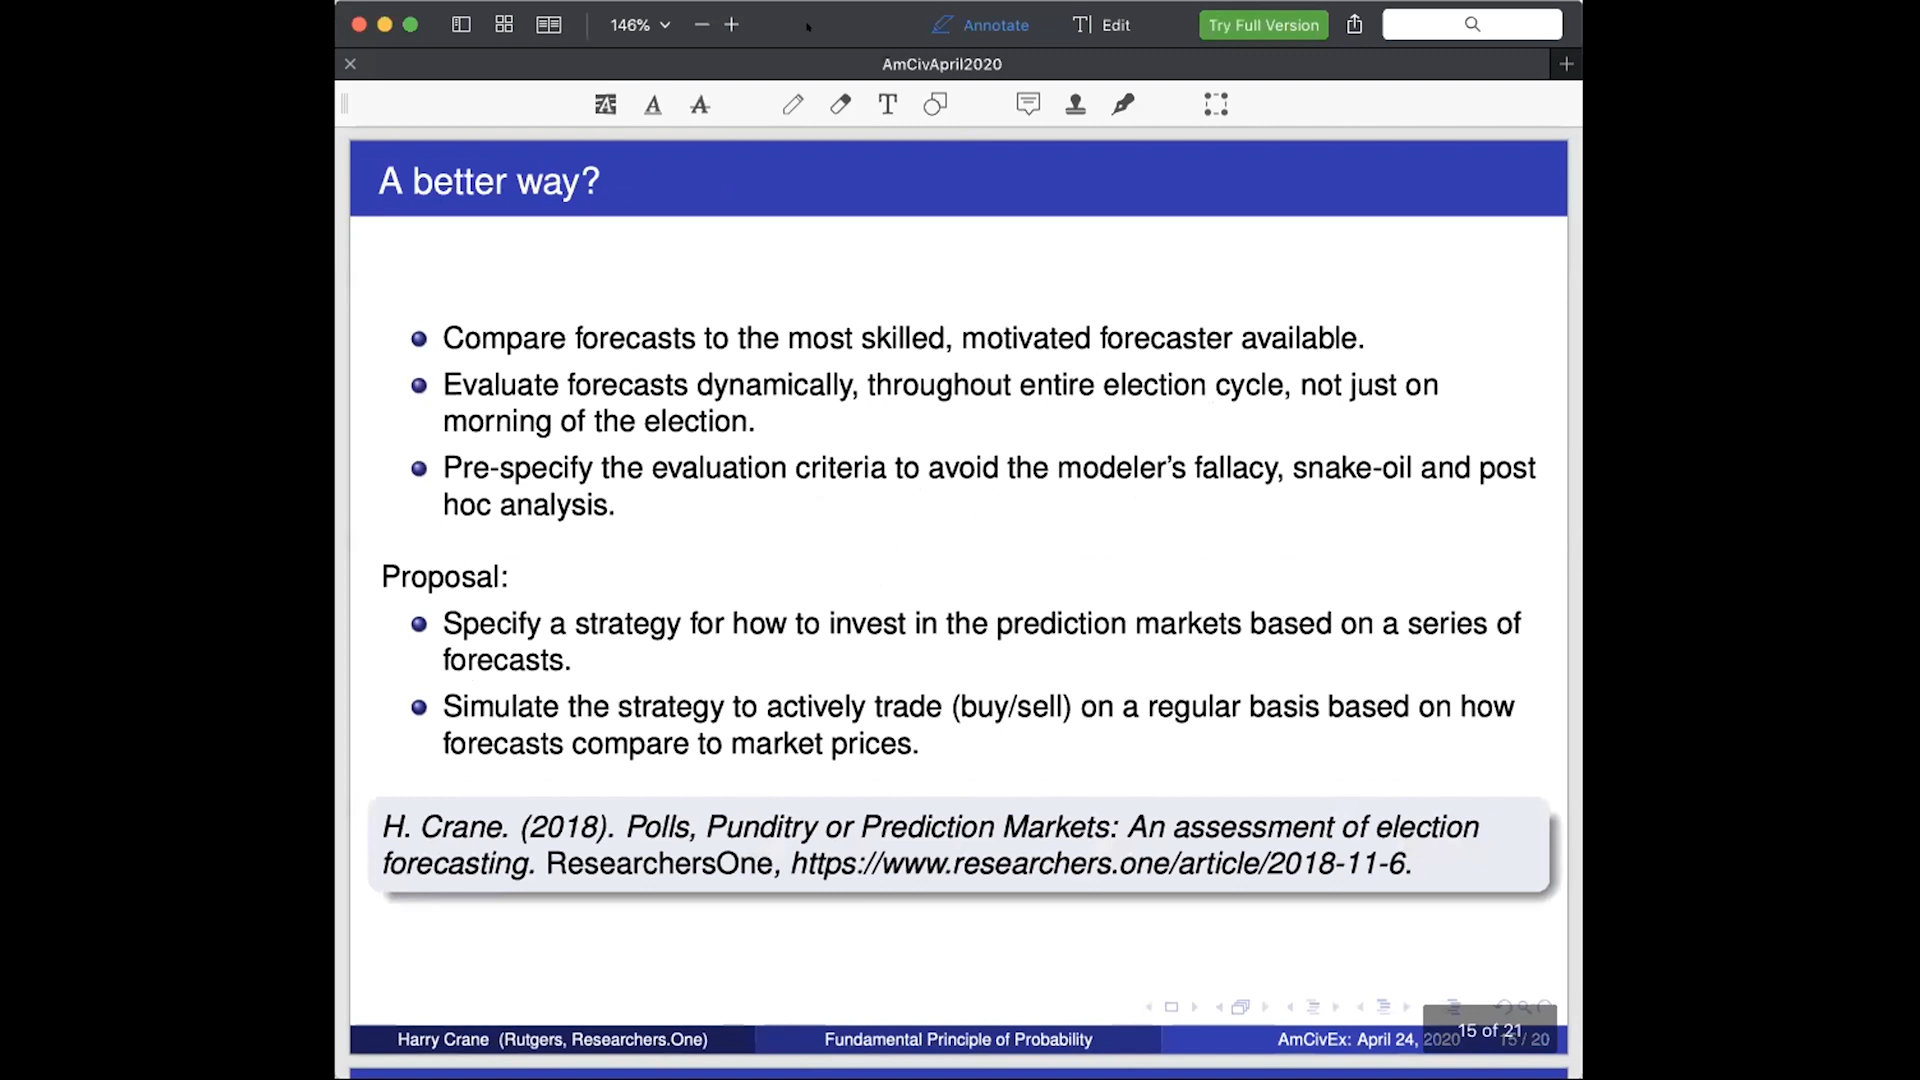 146%
Annotate
Edit
Try Full Version
AmCivApril2020
A better way?
Compare forecasts to the most skilled, motivated forecaster available.
Evaluate forecasts dynamically, throughout entire election cycle, not just on
morning of the election.
Pre-specify the evaluation criteria to avoid the modeler's fallacy, snake-oil and post
hoc analysis.
Proposal:
Specify a strategy for how to invest in the prediction markets based on a series of
forecasts.
Simulate the strategy to actively trade (buy/sell) on a regular basis based on how
forecasts compare to market prices.
H. Crane. (2018). Polls, Punditry or Prediction Markets: An assessment of election
forecasting. ResearchersOne, https://www.researchers.one/article/2018-11-6.
Harry Crane (Rutgers, Researchers.One)
Fundamental Principle of Probability
AmCivEx: April 24, 2020
15 of 21
15 / 20